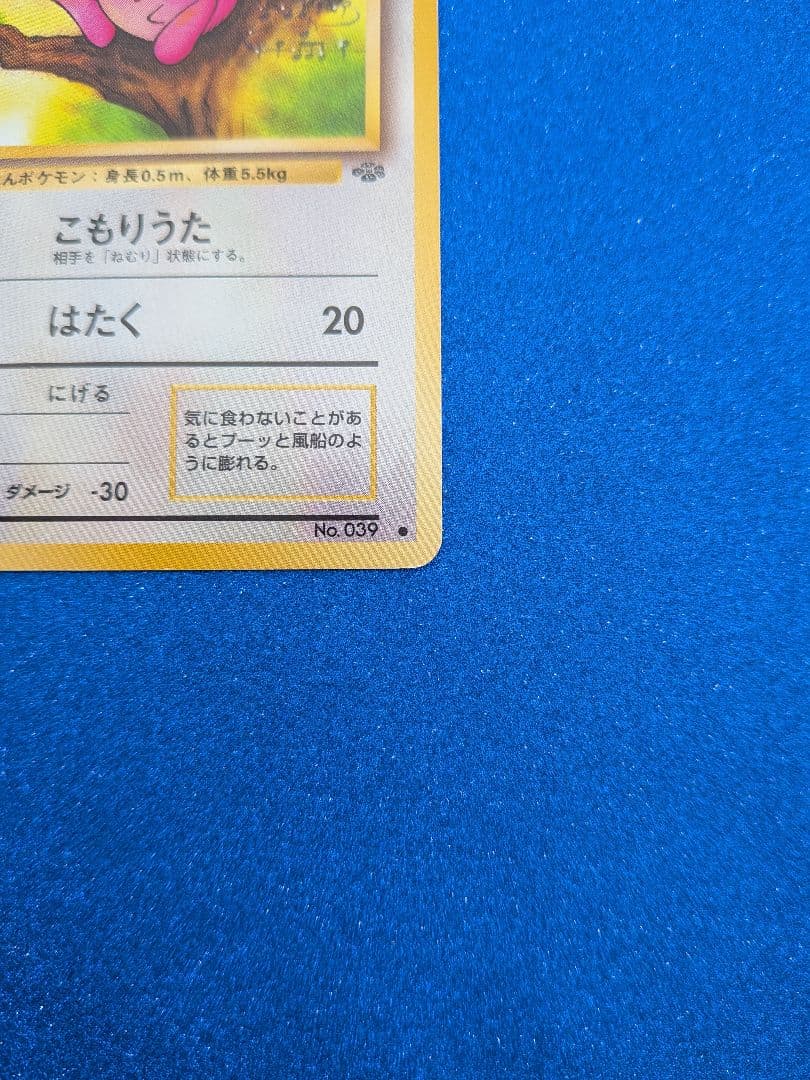 んポケモン：身長0.5m、体重5.5kg
こもりうた
相手を「ねむり」状態にする。
はたく 20
にげる
気に食わないことがあ
るとプーッと風船のよ
うに膨れる。
ダメージ -30
No. 039 ●